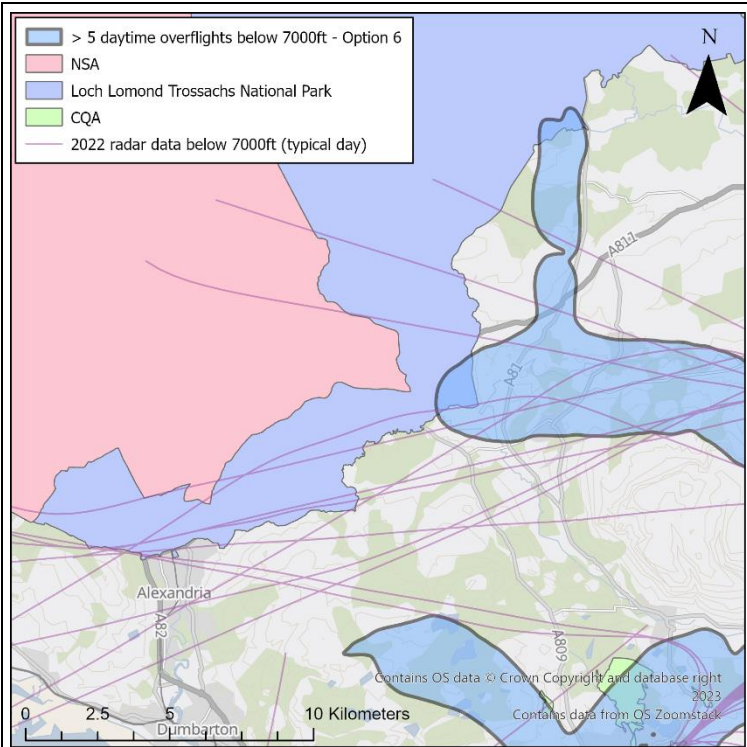 > 5 daytime overflights below 7000ft - Option 6
NSA
Loch Lomond Trossachs National Park
CQA
2022 radar data below 7000ft (typical day)
N
A811
A81
Alexandria
A82
A809
Contains OS data © Crown Copyright and database right
2023
Contains data from OS Zoomstack
0 2.5 5 10 Kilometers
Dumbarton